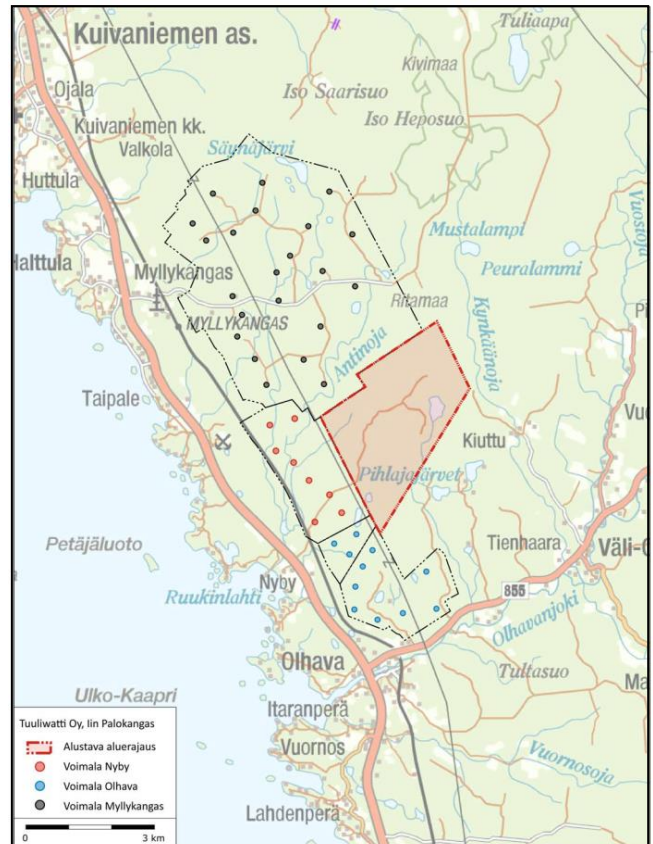 Kuivaniemen as.
Tuliaapa
Kivimaa
Iso Saarisuo
Ojala
Iso Heposuo
Kuivaniemen kk.
Valkola
Säynäjärvi
Huttula
Vuostoja
Mustalampi
Halttula
Myllykangas
Peuralammi
Ritamaa
MYLLYKANGAS
Kynkäänoja
Antinoja
Taipale
Kiuttu
Pihlajajärvet
Petäjäluoto
Tienhaara
Nyby
Ruukinlahti
855
Olhavanjoki
Olhava
Tultasuo
Ulko-Kaapri
Itaranperä
Vuornos
Vuornosoja
Lahdenperä
Tuuliwatti Oy, Iin Palokangas
Alustava aluerajaus
Voimala Nyby
Voimala Olhava
Voimala Myllykangas
0 3 km